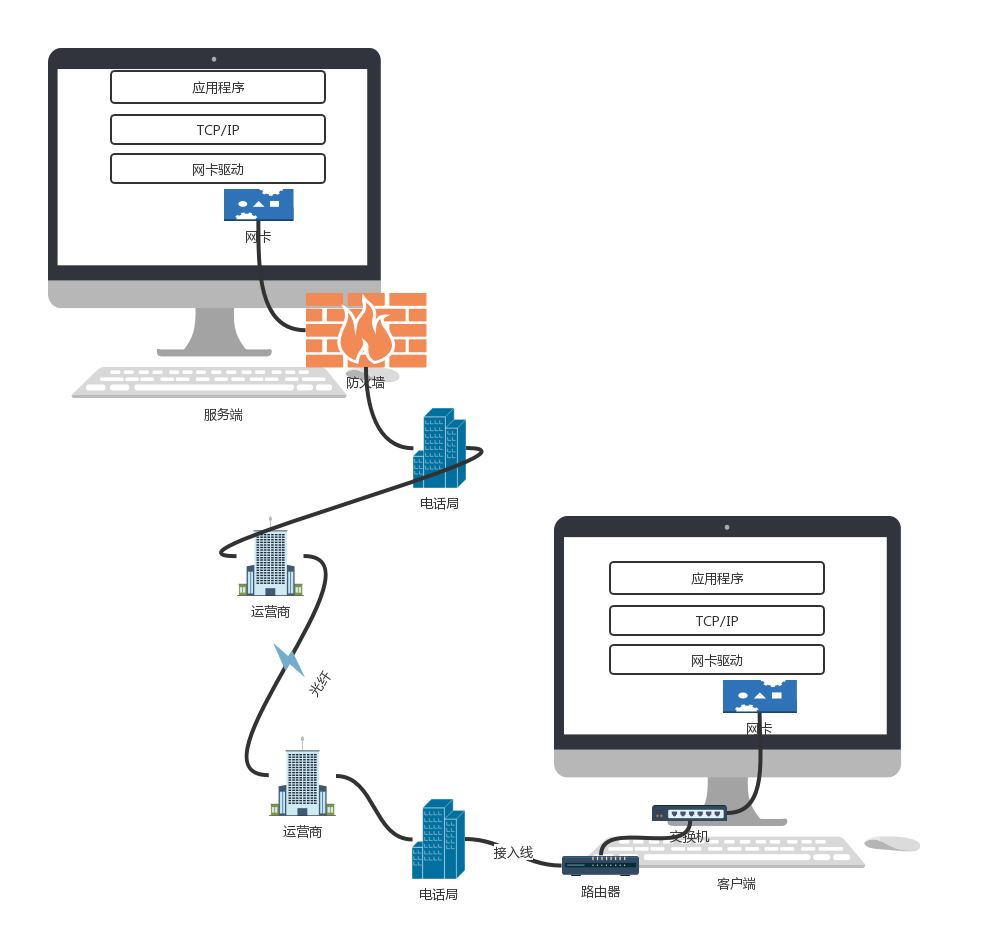 应用程序
TCP/IP
网卡驱动
网卡
防火墙
服务端
电话局
运营商
光纤
应用程序
TCP/IP
网卡驱动
网卡
运营商
交换机
接入线
客户端
路由器
电话局